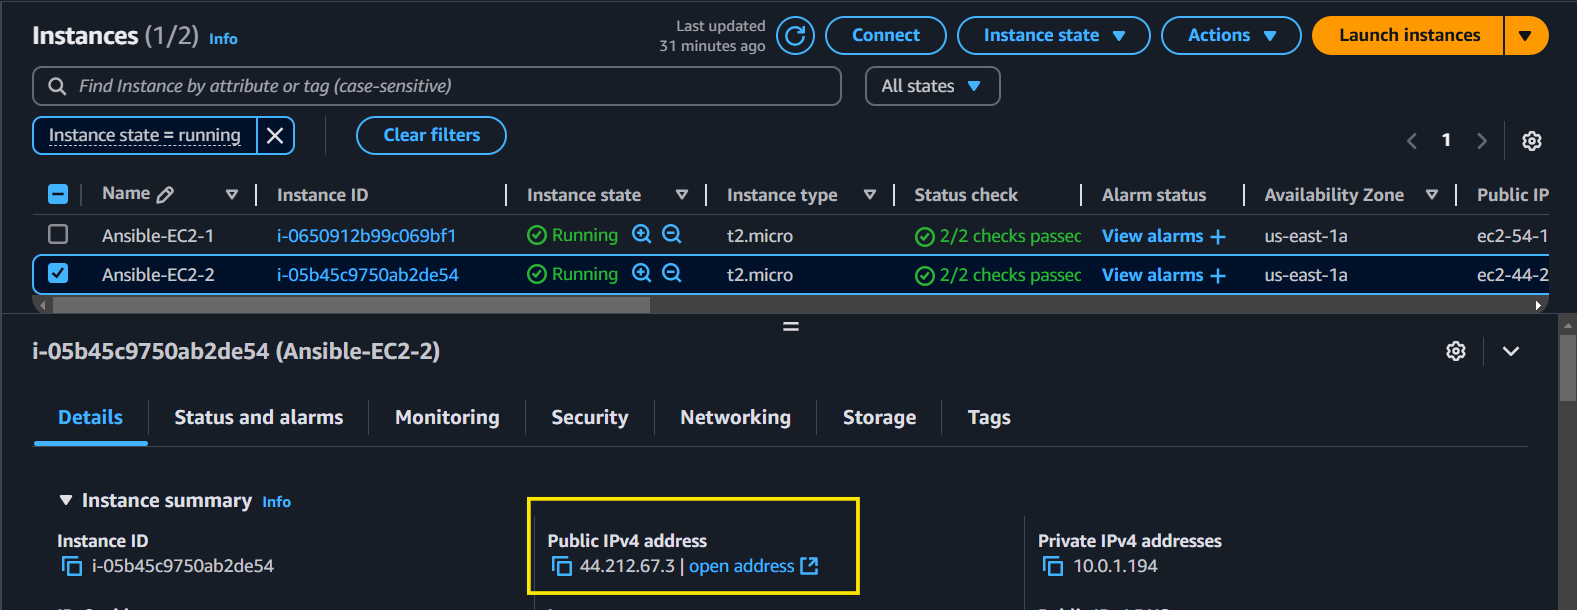 Instances (1/2) Info
Last updated
31 minutes ago
Connect
Instance state
Actions
Launch instances
Find Instance by attribute or tag (case-sensitive)
All states
Instance state = running
Clear filters
1
Name Instance ID Instance state Instance type Status check Alarm status Availability Zone Public IP
Ansible-EC2-1 i-0650912b99c069bf1 Running t2.micro 2/2 checks passec View alarms + us-east-1a ec2-54-1
Ansible-EC2-2 i-05b45c9750ab2de54 Running t2.micro 2/2 checks passec View alarms + us-east-1a ec2-44-2
i-05b45c9750ab2de54 (Ansible-EC2-2)
Details Status and alarms Monitoring Security Networking Storage Tags
Instance summary Info
Instance ID
i-05b45c9750ab2de54
Public IPv4 address
44.212.67.3 | open address
Private IPv4 addresses
10.0.1.194